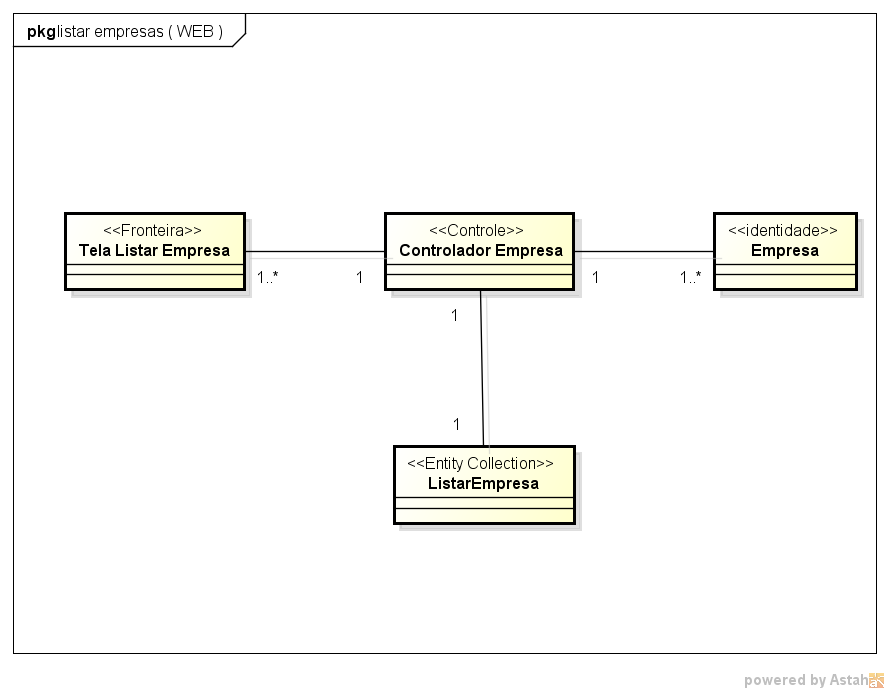 pkg listar empresas ( WEB )
<<Fronteira>>
Tela Listar Empresa
<<Controle>>
Controlador Empresa
<<identidade>>
Empresa
1..*
1
1
1..*
1
1
<<Entity Collection>>
ListarEmpresa
powered by Astah